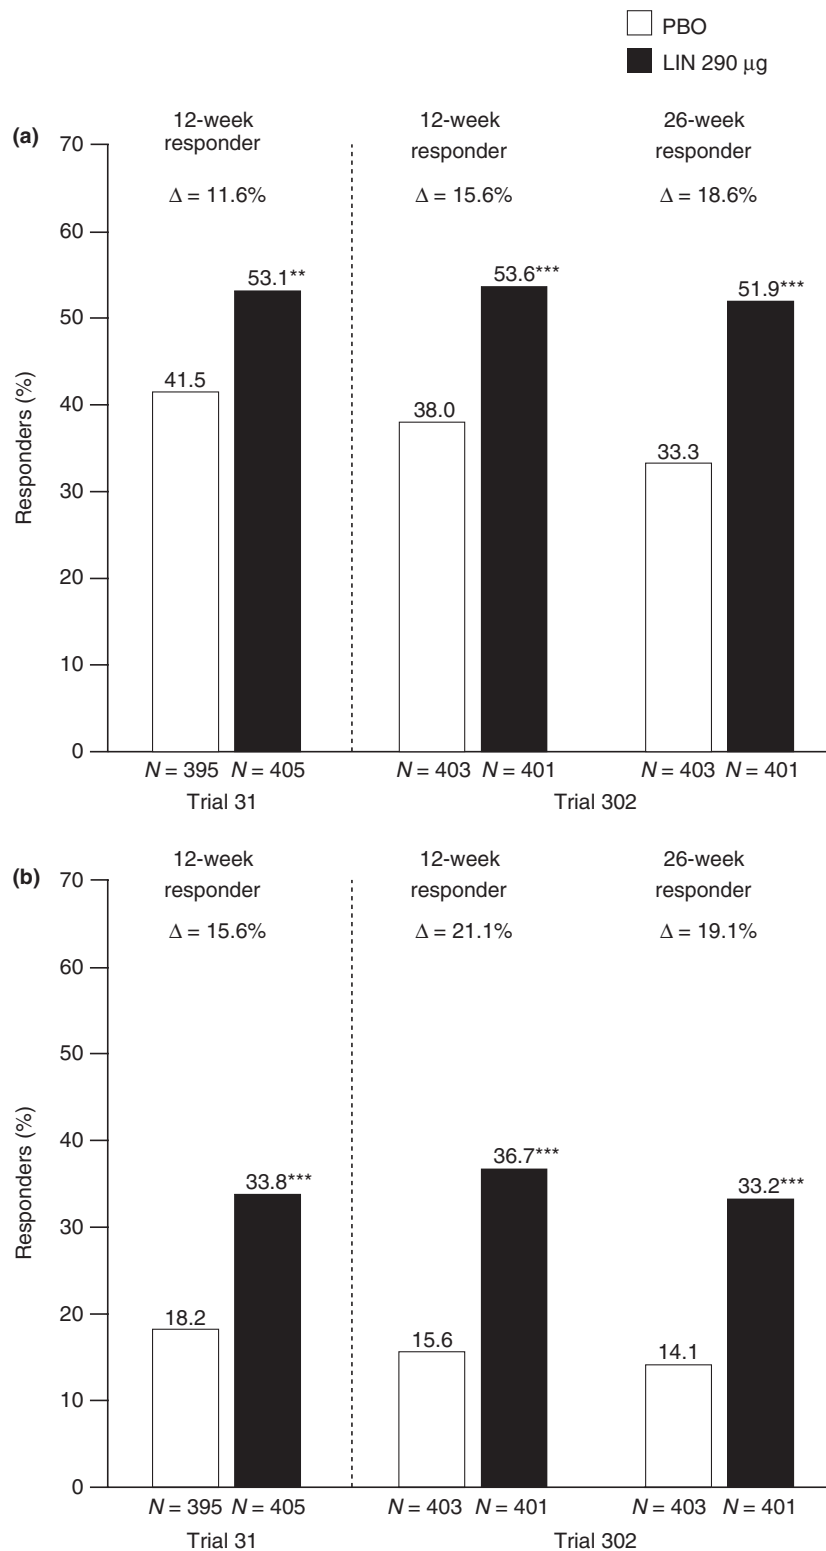 PBO
LIN 290 μg
(a)
12-week responder
12-week responder
26-week responder
Δ = 11.6%
Δ = 15.6%
Δ = 18.6%
Responders (%)
70
60
50
40
30
20
10
0
41.5
53.1**
38.0
53.6***
33.3
51.9***
N = 395 N = 405
N = 403 N = 401
N = 403 N = 401
Trial 31
Trial 302
(b)
12-week responder
12-week responder
26-week responder
Δ = 15.6%
Δ = 21.1%
Δ = 19.1%
Responders (%)
70
60
50
40
30
20
10
0
18.2
33.8***
15.6
36.7***
14.1
33.2***
N = 395 N = 405
N = 403 N = 401
N = 403 N = 401
Trial 31
Trial 302